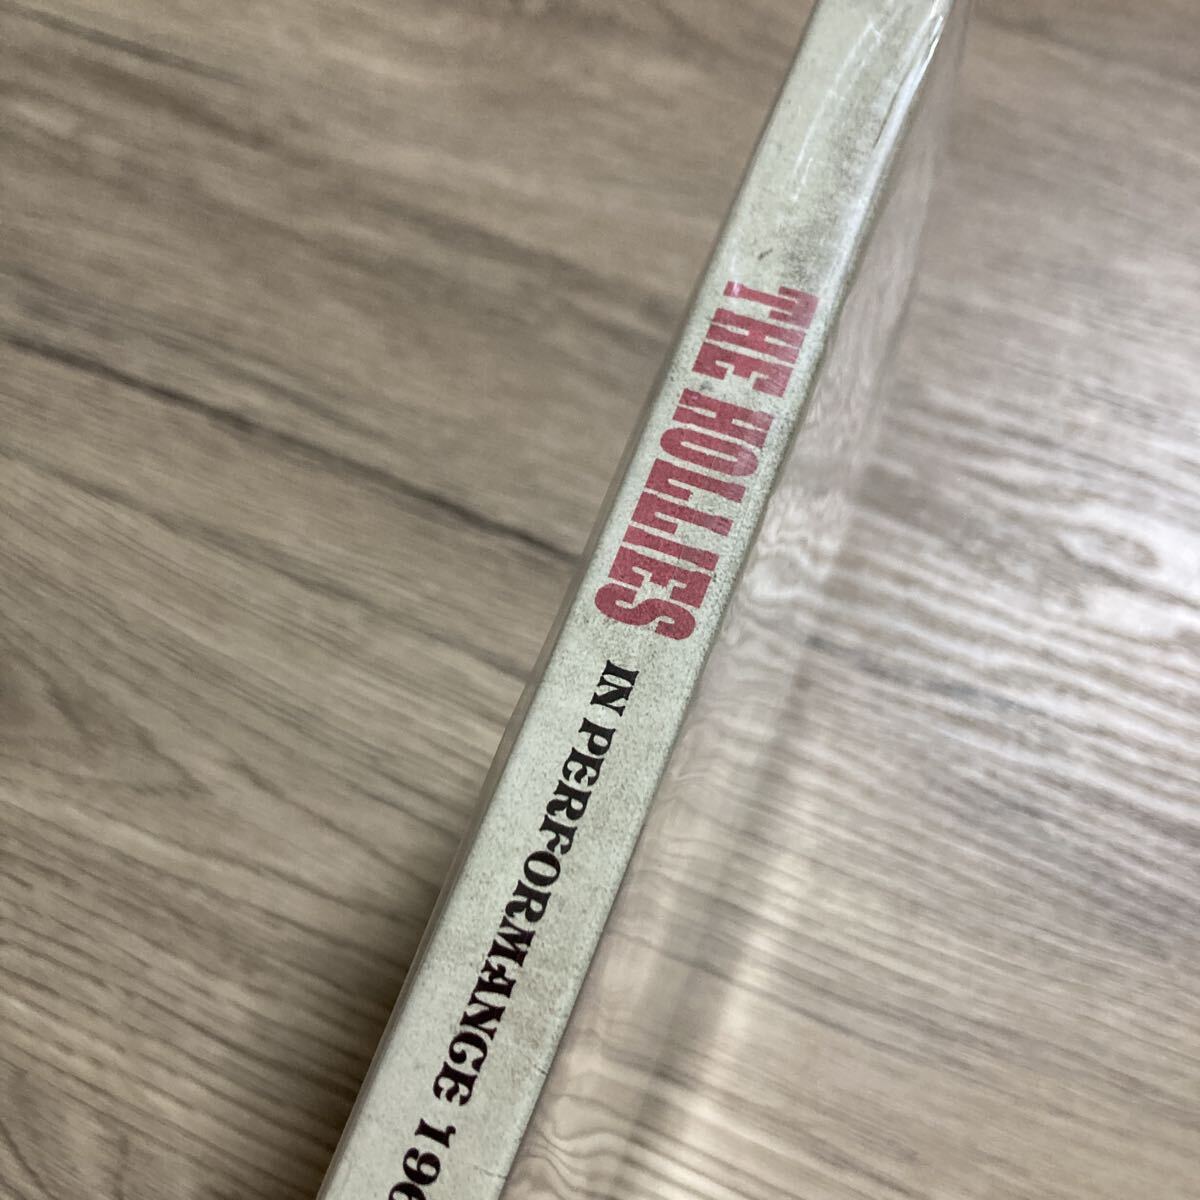 THE HOLLIES IN PERFORMANCE 196